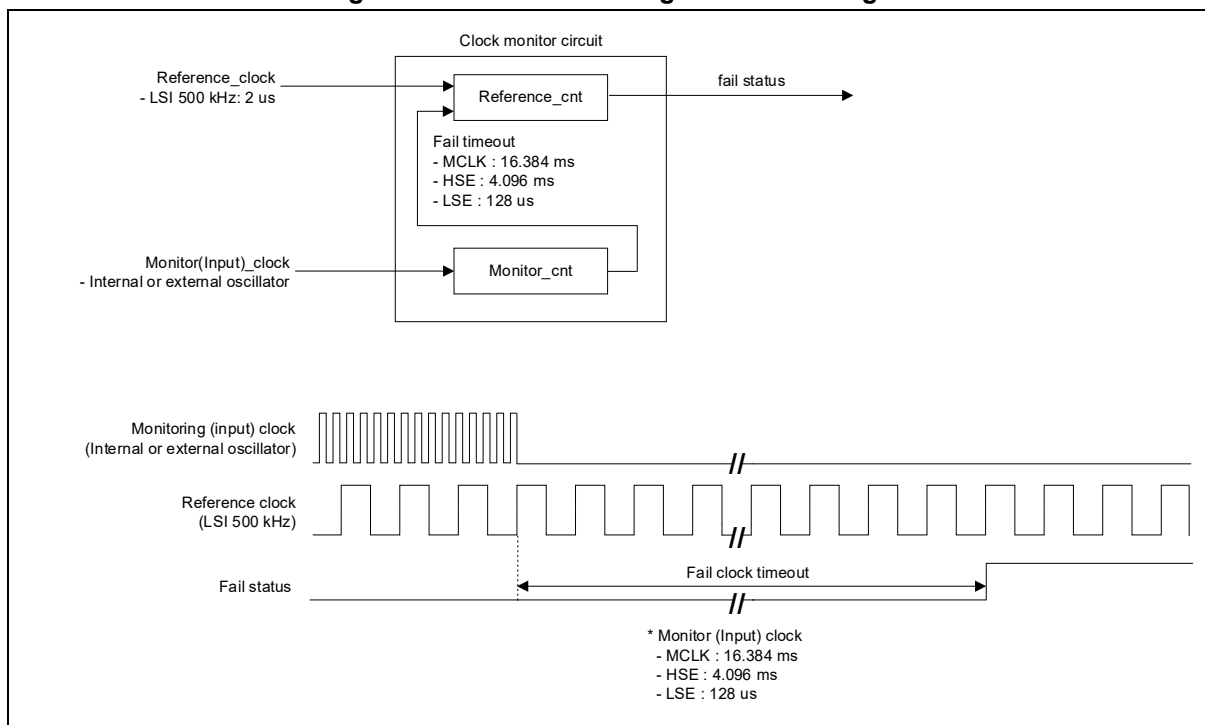 Clock monitor circuit
Reference_clock
- LSI 500 kHz: 2 us
Reference_cnt
fail status
Fail timeout
- MCLK : 16.384 ms
- HSE : 4.096 ms
- LSE : 128 us
Monitor(Input)_clock
- Internal or external oscillator
Monitor_cnt
Monitoring (input) clock
(Internal or external oscillator)
//
Reference clock
(LSI 500 kHz)
//
Fail clock timeout
Fail status
//
* Monitor (Input) clock
- MCLK : 16.384 ms
- HSE : 4.096 ms
- LSE : 128 us